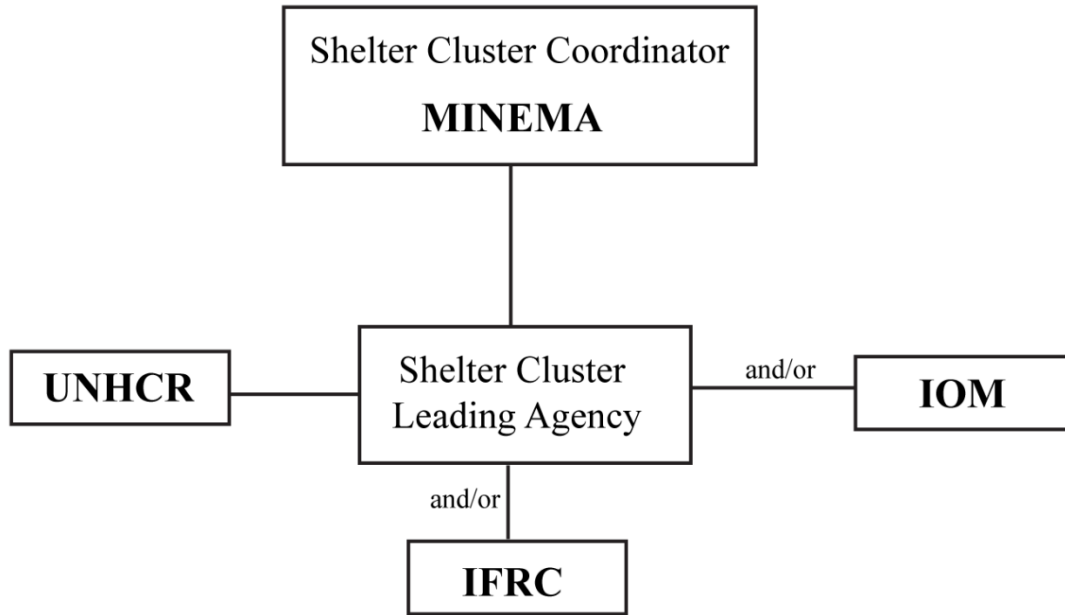 Shelter Cluster Coordinator
MINEMA
UNHCR
Shelter Cluster
Leading Agency
and/or
IOM
and/or
IFRC